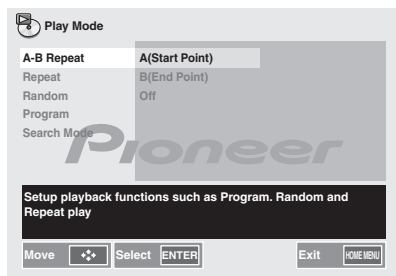 Play Mode
A-B Repeat A(Start Point)
Repeat B(End Point)
Random Off
Program
Search Mode
Pioneer
Setup playback functions such as Program. Random and
Repeat play
Move Select ENTER Exit HOME MENU